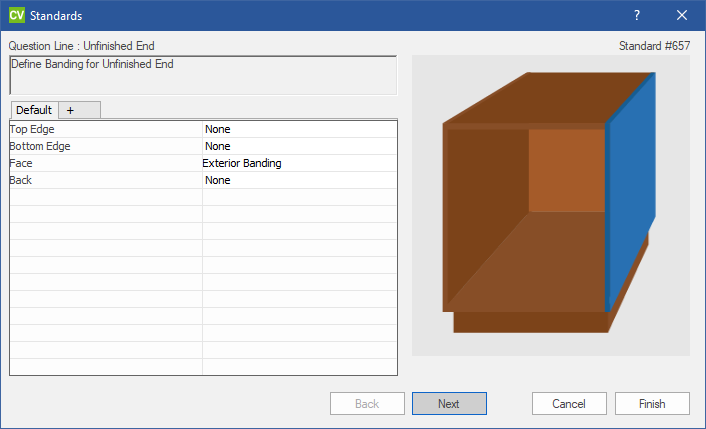 CV Standards ?
Question Line : Unfinished End Standard #657
Define Banding for Unfinished End
Default +
Top Edge None
Bottom Edge None
Face Exterior Banding
Back None
Back Next Cancel Finish